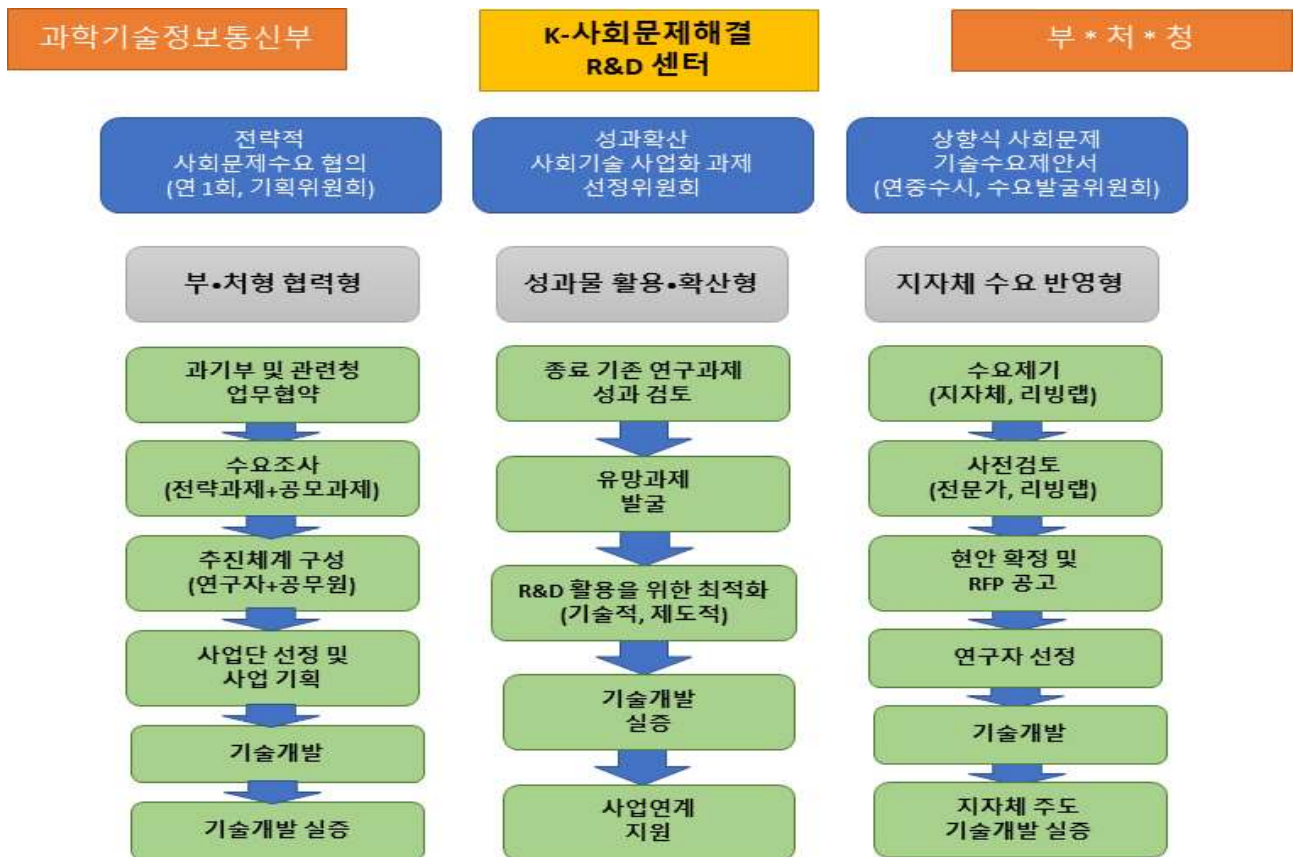 과학기술정보통신부
K-사회문제해결
R&D 센터
부 * 처 * 청
전략적
사회문제수요 협의
(연 1회, 기획위원회)
성과확산
사회기술 사업화 과제
선정위원회
상향식 사회문제
기술수요제안서
(연중수시, 수요발굴위원회)
부•처형 협력형
성과물 활용•확산형
지자체 수요 반영형
과기부 및 관련청
업무협약
수요조사
(전략과제+공모과제)
추진체계 구성
(연구자+공무원)
사업단 선정 및
사업 기획
기술개발
기술개발 실증
종료 기존 연구과제
성과 검토
유망과제
발굴
R&D 활용을 위한 최적화
(기술적, 제도적)
기술개발
실증
사업연계
지원
수요제기
(지자체, 리빙랩)
사전검토
(전문가, 리빙랩)
현안 확정 및
RFP 공고
연구자 선정
기술개발
지자체 주도
기술개발 실증